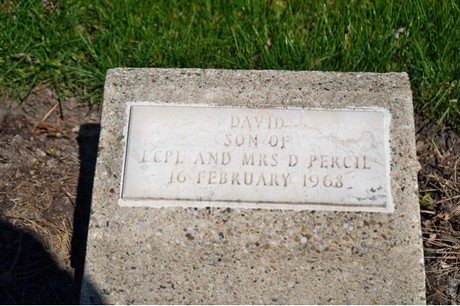 DAVID
SON OF
LCPL AND MRS D PERCIL
16 FEBRUARY 1968